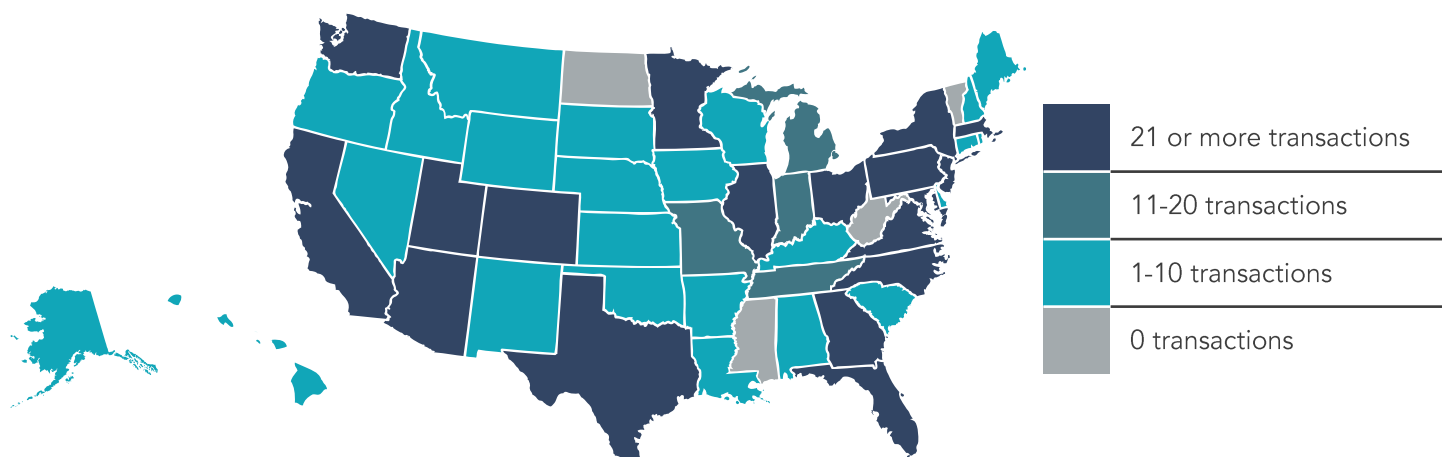 21 or more transactions
11-20 transactions
1-10 transactions
0 transactions